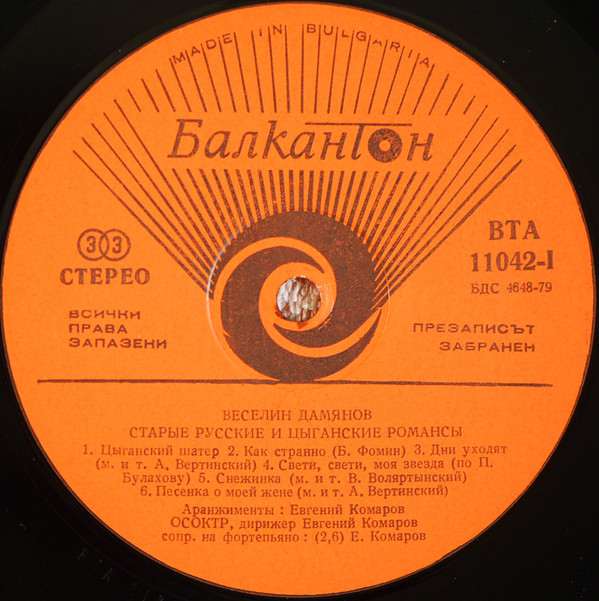 MADE IN BULGARIA
Балкантон
33
СТЕРЕО
ВСИЧКИ
ПРАВА
ЗАПАЗЕНИ
ВТА
11042-I
БДС 4648-79
ПРЕЗАПИСЪТ
ЗАБРАНЕН
ВЕСЕЛИН ДАМЯНОВ
СТАРЫЕ РУССКИЕ И ЦЫГАНСКИЕ РОМАНСЫ
1. Цыганский шатер 2. Как странно (Б. Фомин) 3. Дни уходят
(м. и т. А. Вертинский) 4. Свети, свети, моя звезда (по П.
Булахову) 5. Снежинка (м. и т. В. Воляртынский)
6. Песенка о моей жене (м. и т. А. Вертинский)
Аранжименты : Евгений Комаров
ОСОКТР, дирижер Евгений Комаров
сопр. на фортепьяно : (2,6) Е. Комаров